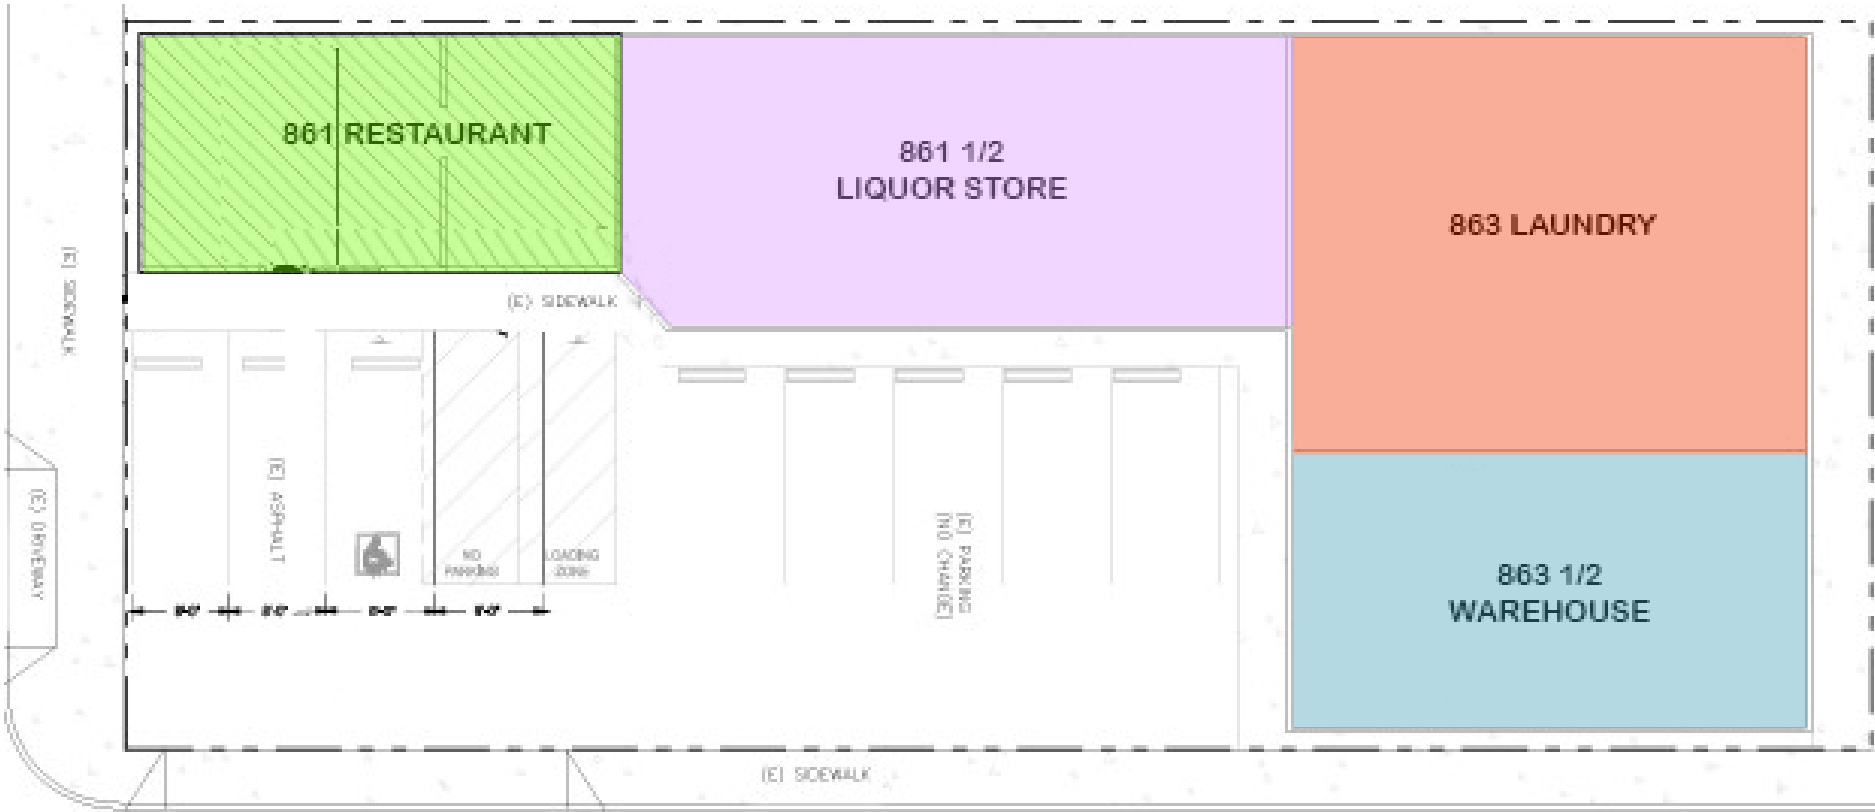 861 RESTAURANT
861 1/2
LIQUOR STORE
863 LAUNDRY
(E) SIDEWALK
(E) SIDEWALK
(E) ASPHALT
NO
PARKING
LOADING
ZONE
(E) DRIVEWAY
(E) PARKING
(NO CHANGE)
863 1/2
WAREHOUSE
(E) SIDEWALK